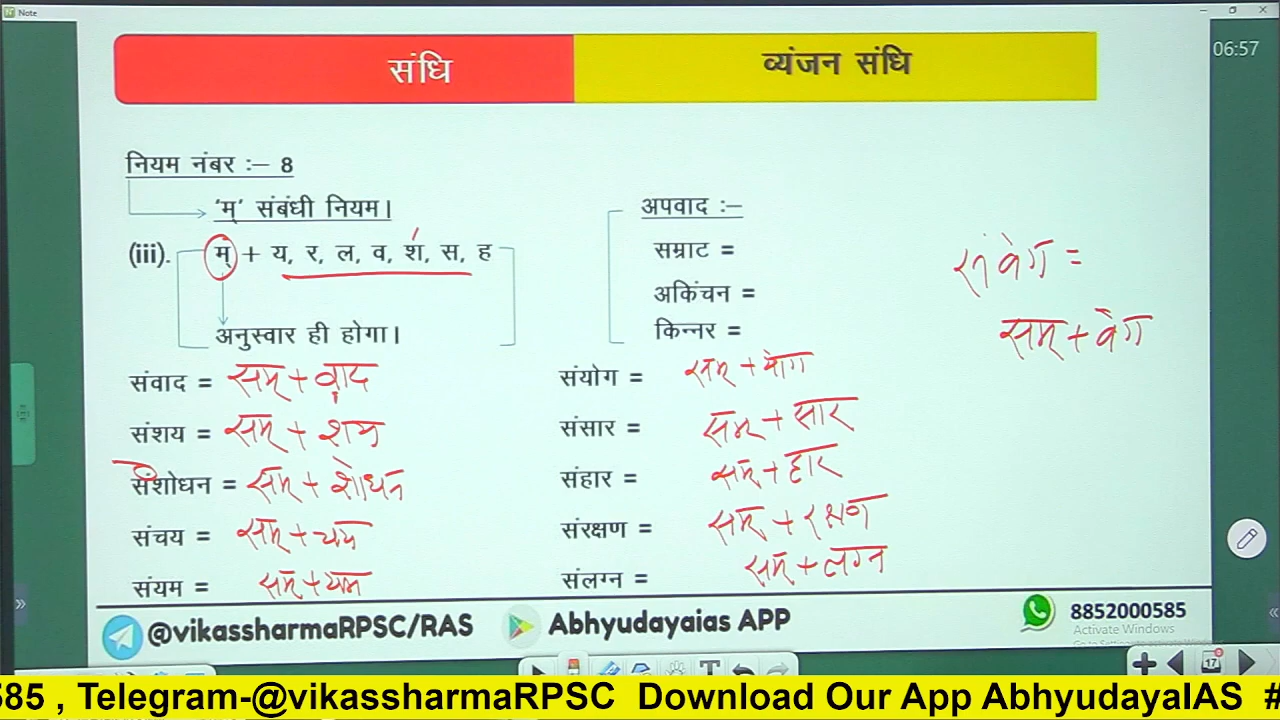 Note
06:57
संधि
व्यंजन संधि
नियम नंबर :– 8
'म्' संबंधी नियम।
(iii). म् + य, र, ल, व, श, स, ह
अनुस्वार ही होगा।
अपवाद :–
सम्राट =
अकिंचन =
किन्नर =
संवेग =
सम् + वेग
संवाद = सम् + वाद
संशय = सम् + शय
संशोधन = सम् + शोधन
संचय = सम् + चय
संयम = सम् + यम
संयोग = सम् + योग
संसार = सम् + सार
संहार = सम् + हार
संरक्षण = सम् + रक्षण
संलग्न = सम् + लग्न
@vikassharmaRPSC/RAS
Abhyudayaias APP
8852000585
Activate Windows
17
585 , Telegram-@vikassharmaRPSC Download Our App AbhyudayaIAS #